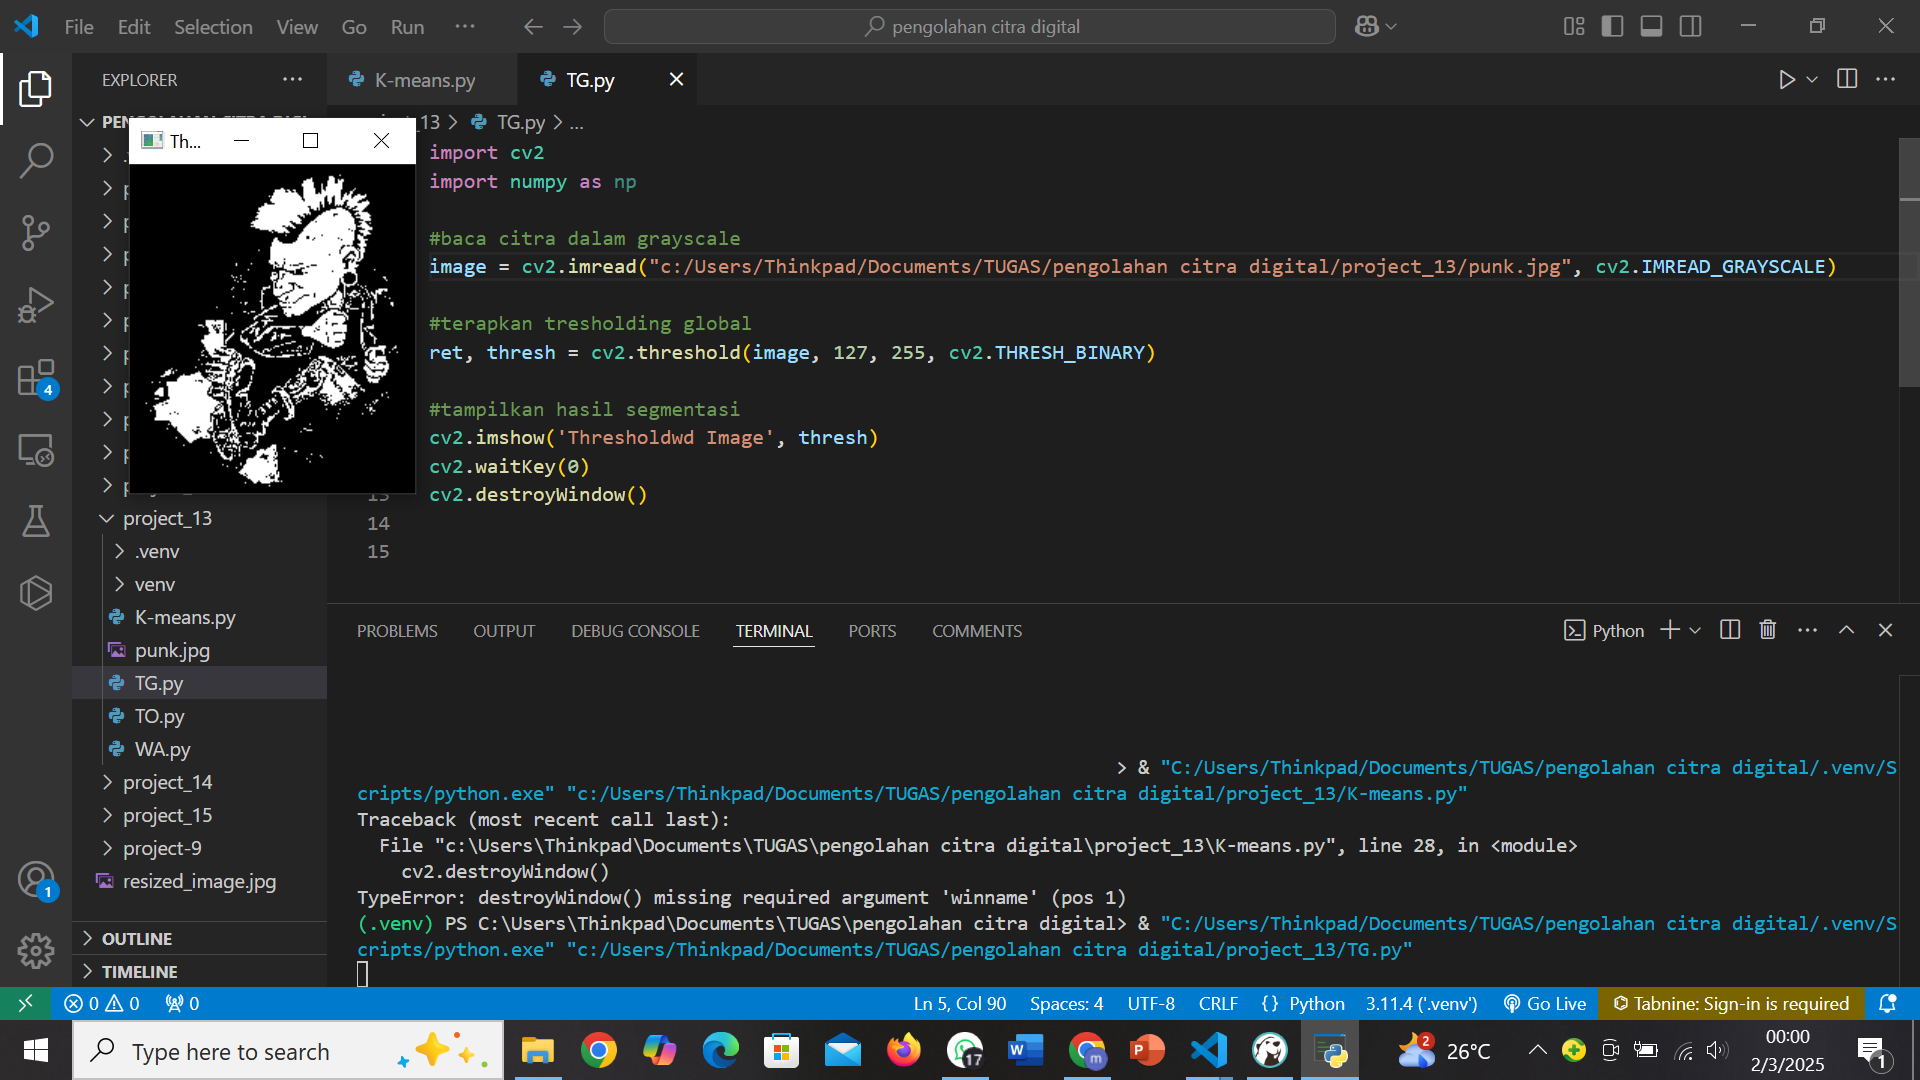 File Edit Selection View Go Run ···
pengolahan citra digital
EXPLORER ···
K-means.py
TG.py
Th...
_13 > TG.py > ...
import cv2
import numpy as np
#baca citra dalam grayscale
image = cv2.imread("c:/Users/Thinkpad/Documents/TUGAS/pengolahan citra digital/project_13/punk.jpg", cv2.IMREAD_GRAYSCALE)
#terapkan tresholding global
ret, thresh = cv2.threshold(image, 127, 255, cv2.THRESH_BINARY)
#tampilkan hasil segmentasi
cv2.imshow('Thresholdwd Image', thresh)
cv2.waitKey(0)
13 cv2.destroyWindow()
14
15
project_13
.venv
venv
K-means.py
punk.jpg
TG.py
TO.py
WA.py
project_14
project_15
project-9
resized_image.jpg
OUTLINE
TIMELINE
4
1
PROBLEMS OUTPUT DEBUG CONSOLE TERMINAL PORTS COMMENTS
Python
> & "C:/Users/Thinkpad/Documents/TUGAS/pengolahan citra digital/.venv/S
cripts/python.exe" "c:/Users/Thinkpad/Documents/TUGAS/pengolahan citra digital/project_13/K-means.py"
Traceback (most recent call last):
File "c:\Users\Thinkpad\Documents\TUGAS\pengolahan citra digital\project_13\K-means.py", line 28, in <module>
cv2.destroyWindow()
TypeError: destroyWindow() missing required argument 'winname' (pos 1)
(.venv) PS C:\Users\Thinkpad\Documents\TUGAS\pengolahan citra digital> & "C:/Users/Thinkpad/Documents/TUGAS/pengolahan citra digital/.venv/S
cripts/python.exe" "c:/Users/Thinkpad/Documents/TUGAS/pengolahan citra digital/project_13/TG.py"
0 0 0
Ln 5, Col 90 Spaces: 4 UTF-8 CRLF {} Python 3.11.4 ('.venv') Go Live Tabnine: Sign-in is required
Type here to search
17
2
26°C
00:00
2/3/2025
1